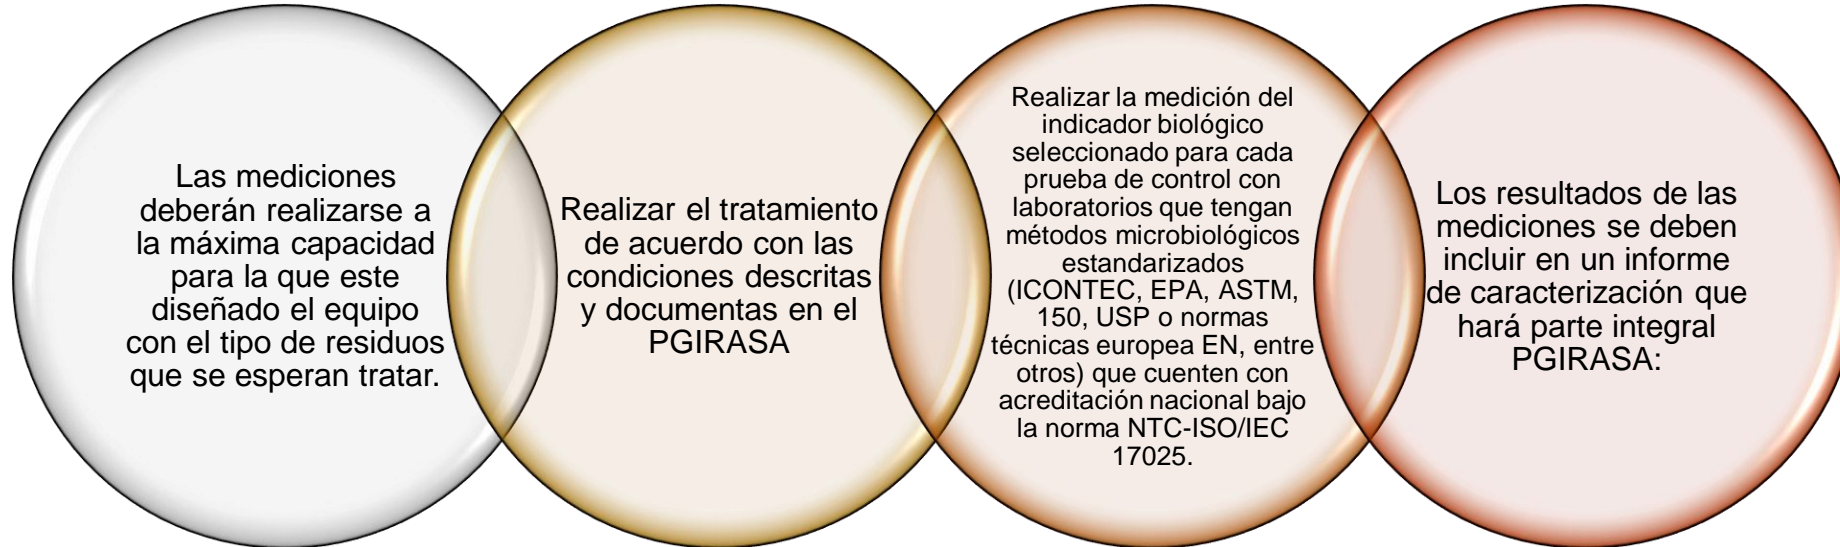 Las mediciones
deberán realizarse a
la máxima capacidad
para la que este
diseñado el equipo
con el tipo de residuos
que se esperan tratar.
Realizar el tratamiento
de acuerdo con las
condiciones descritas
y documentas en el
PGIRASA
Realizar la medición del
indicador biológico
seleccionado para cada
prueba de control con
laboratorios que tengan
métodos microbiológicos
estandarizados
(ICONTEC, EPA, ASTM,
150, USP o normas
técnicas europea EN, entre
otros) que cuenten con
acreditación nacional bajo
la norma NTC-ISO/IEC
17025.
Los resultados de las
mediciones se deben
incluir en un informe
de caracterización que
hará parte integral
PGIRASA: